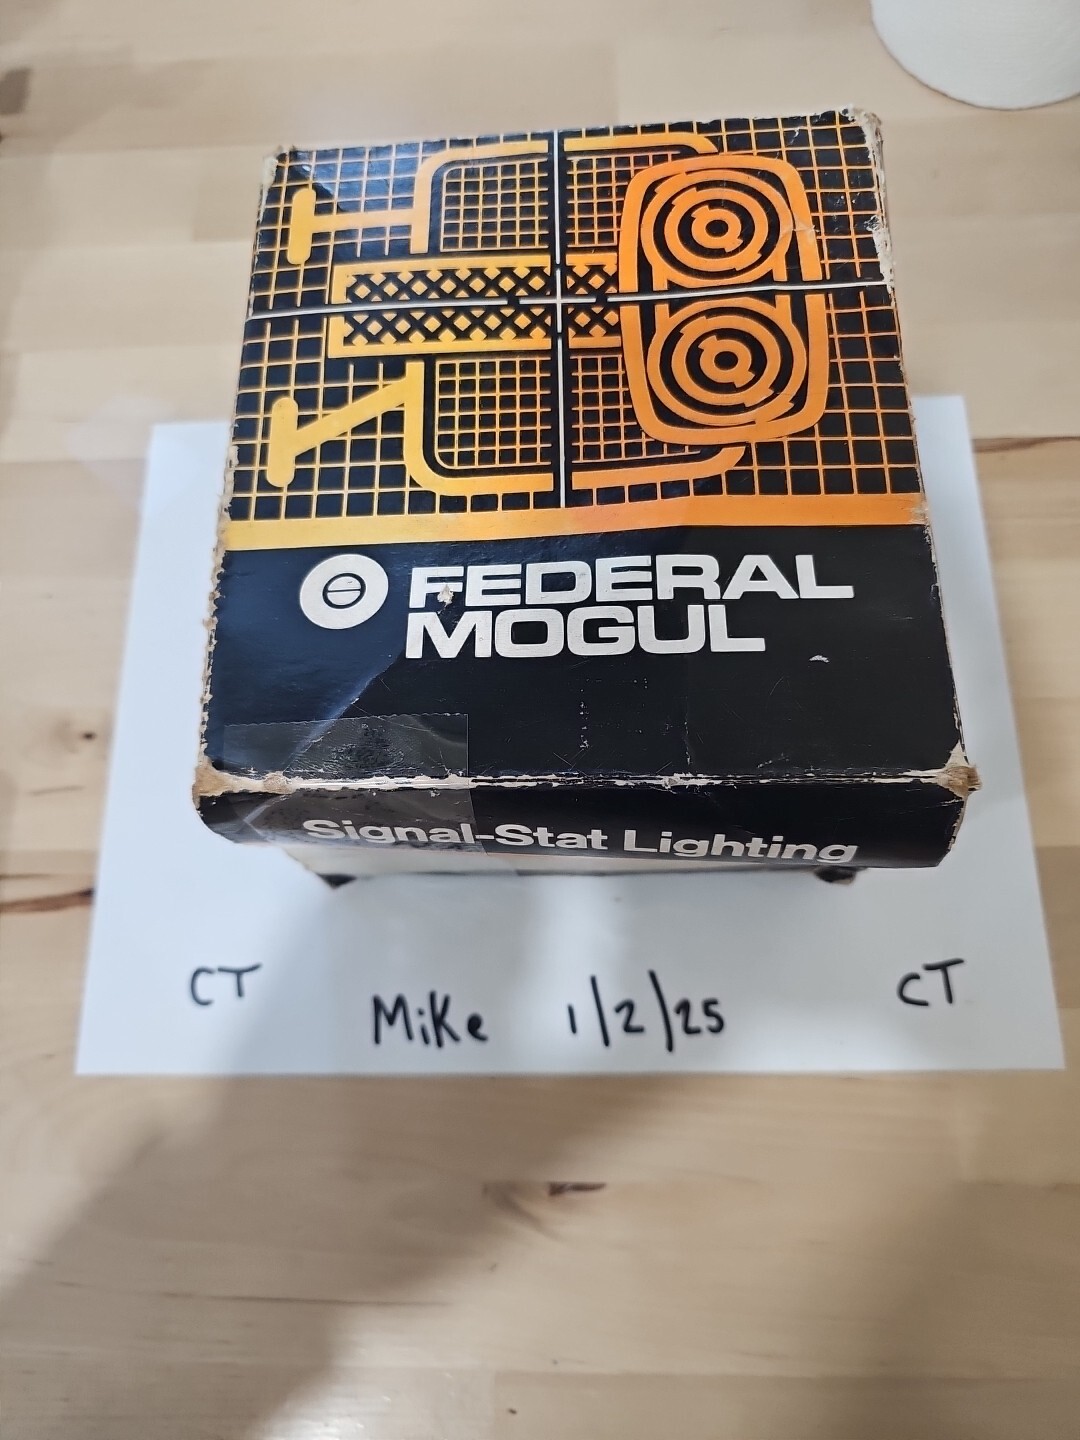 FEDERAL
MOGUL
Signal-Stat Lighting
CT Mike 1/2/25 CT